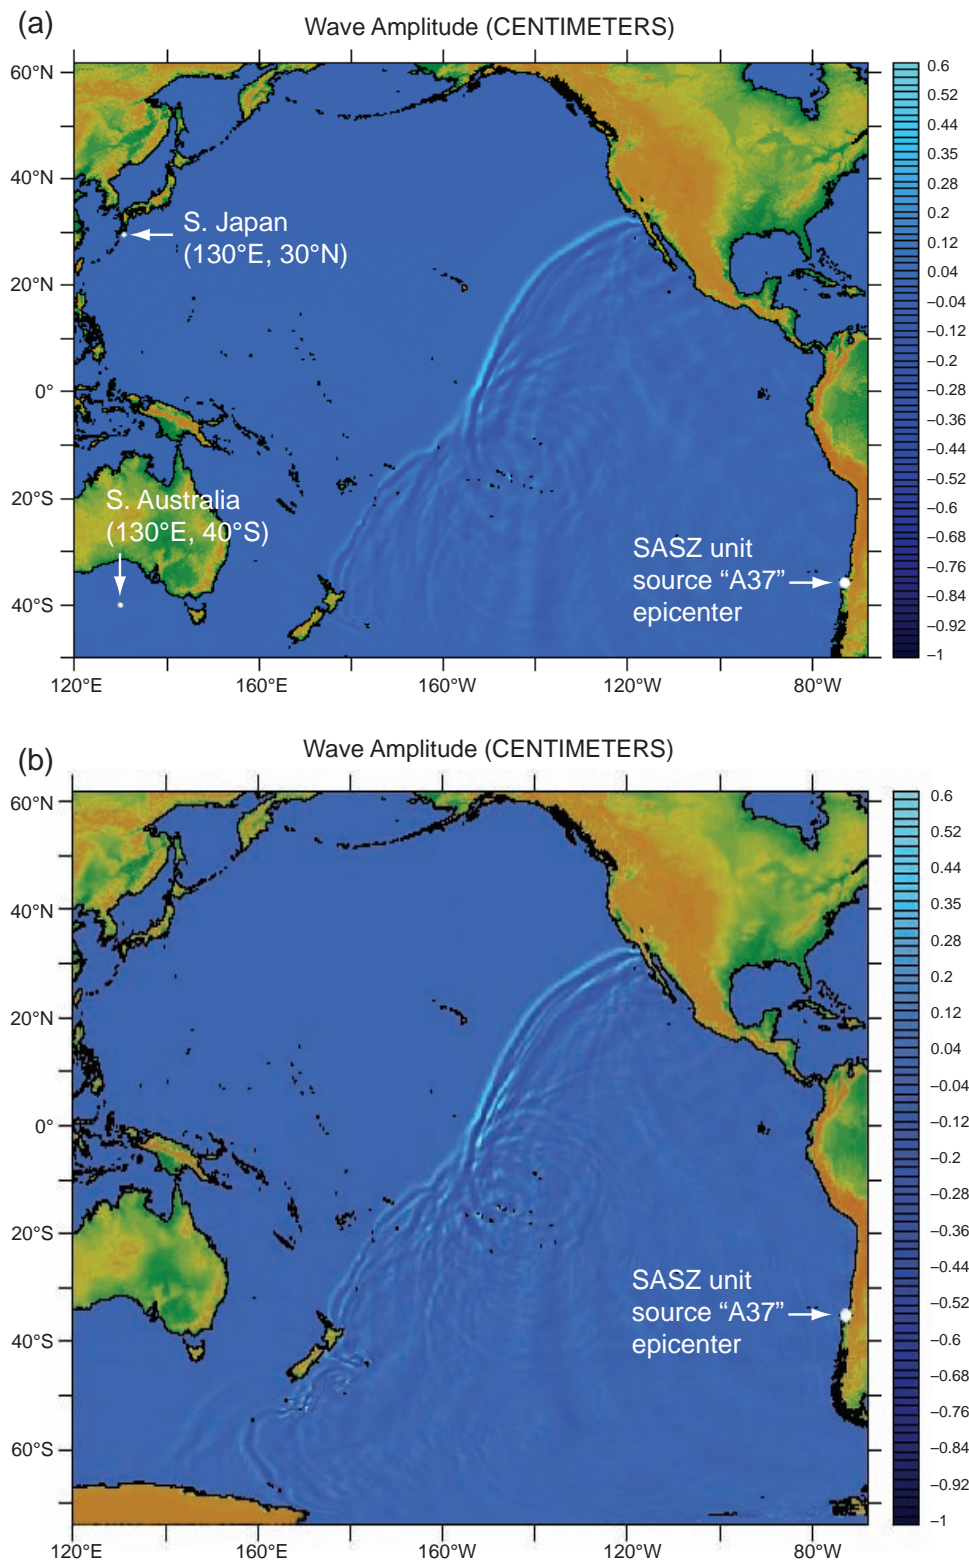 (a)
Wave Amplitude (CENTIMETERS)
60°N
40°N
20°N
0°
20°S
40°S
S. Japan
(130°E, 30°N)
S. Australia
(130°E, 40°S)
SASZ unit
source “A37”
epicenter
120°E
160°E
160°W
120°W
80°W
0.6
0.52
0.44
0.35
0.28
0.2
0.12
0.04
–0.04
–0.12
–0.2
–0.28
–0.36
–0.44
–0.52
–0.6
–0.68
–0.76
–0.84
–0.92
–1
(b)
Wave Amplitude (CENTIMETERS)
60°N
40°N
20°N
0°
20°S
40°S
60°S
SASZ unit
source “A37”
epicenter
120°E
160°E
160°W
120°W
80°W
0.6
0.52
0.44
0.35
0.28
0.2
0.12
0.04
–0.04
–0.12
–0.2
–0.28
–0.36
–0.44
–0.52
–0.6
–0.68
–0.76
–0.84
–0.92
–1